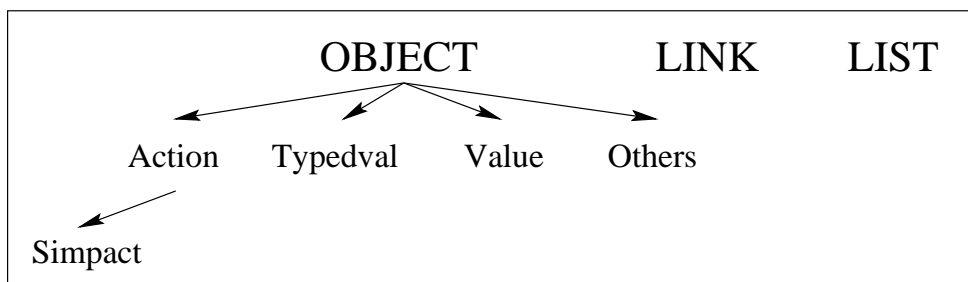 OBJECT LINK LIST
Action Typedval Value Others
Simpact